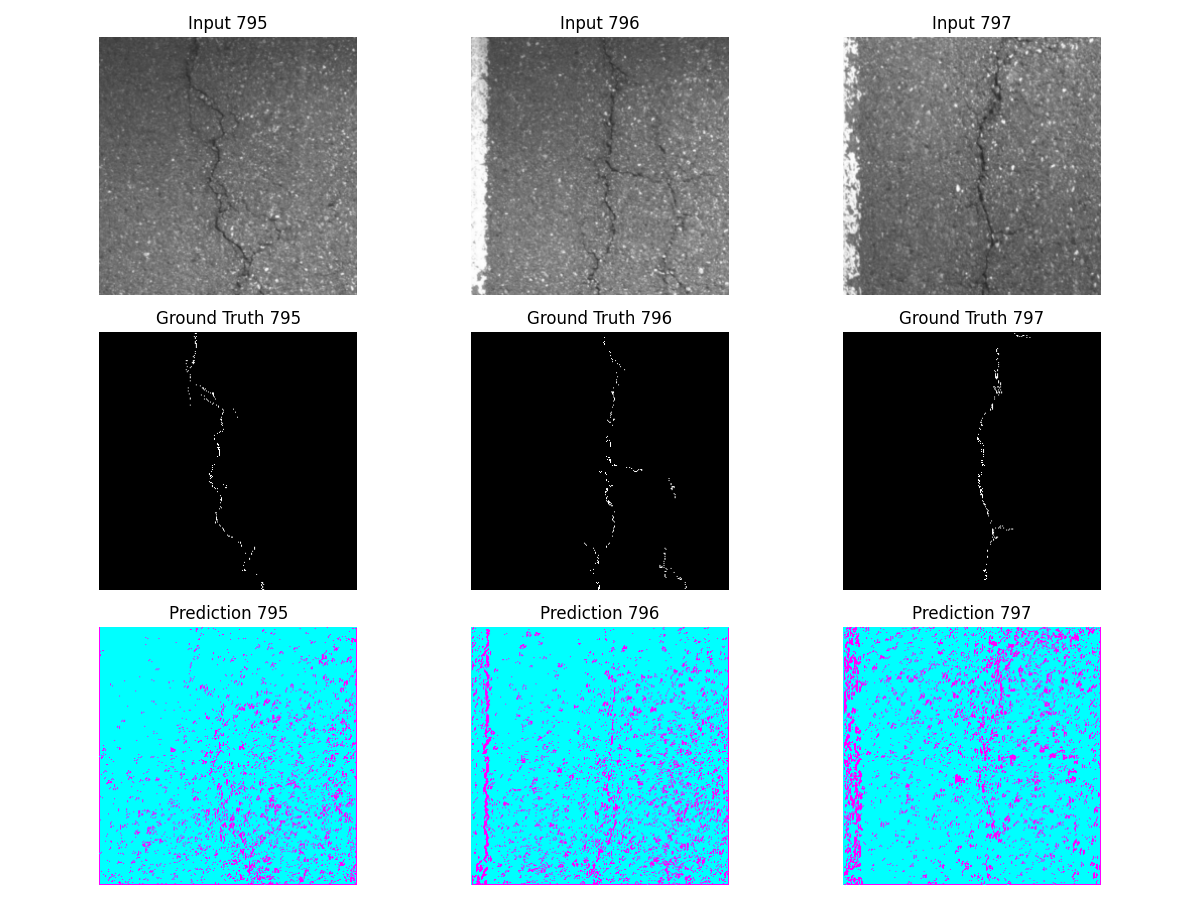 Input 795
Input 796
Input 797
Ground Truth 795
Ground Truth 796
Ground Truth 797
Prediction 795
Prediction 796
Prediction 797